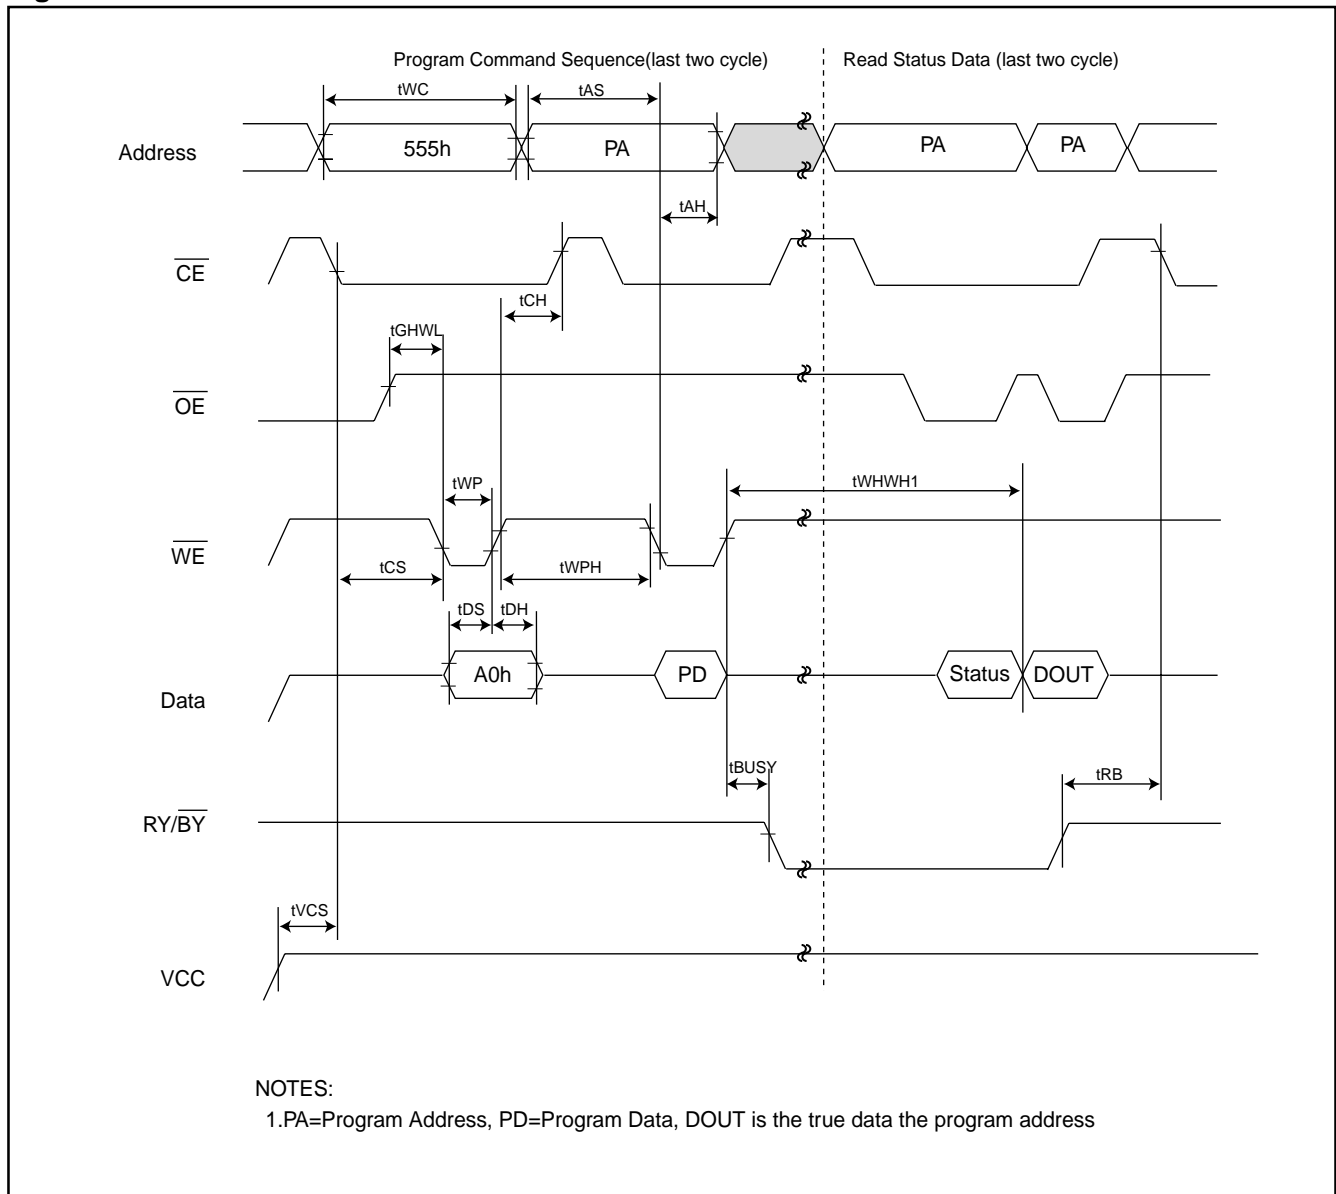 Program Command Sequence(last two cycle)
Read Status Data (last two cycle)
tWC
tAS
Address
555h
PA
PA
PA
tAH
CE
tCH
tGHWL
OE
tWP
tWHWH1
WE
tCS
tWPH
tDS
tDH
A0h
PD
Status
DOUT
Data
tBUSY
tRB
RY/BY
tVCS
VCC
NOTES:
1.PA=Program Address, PD=Program Data, DOUT is the true data the program address